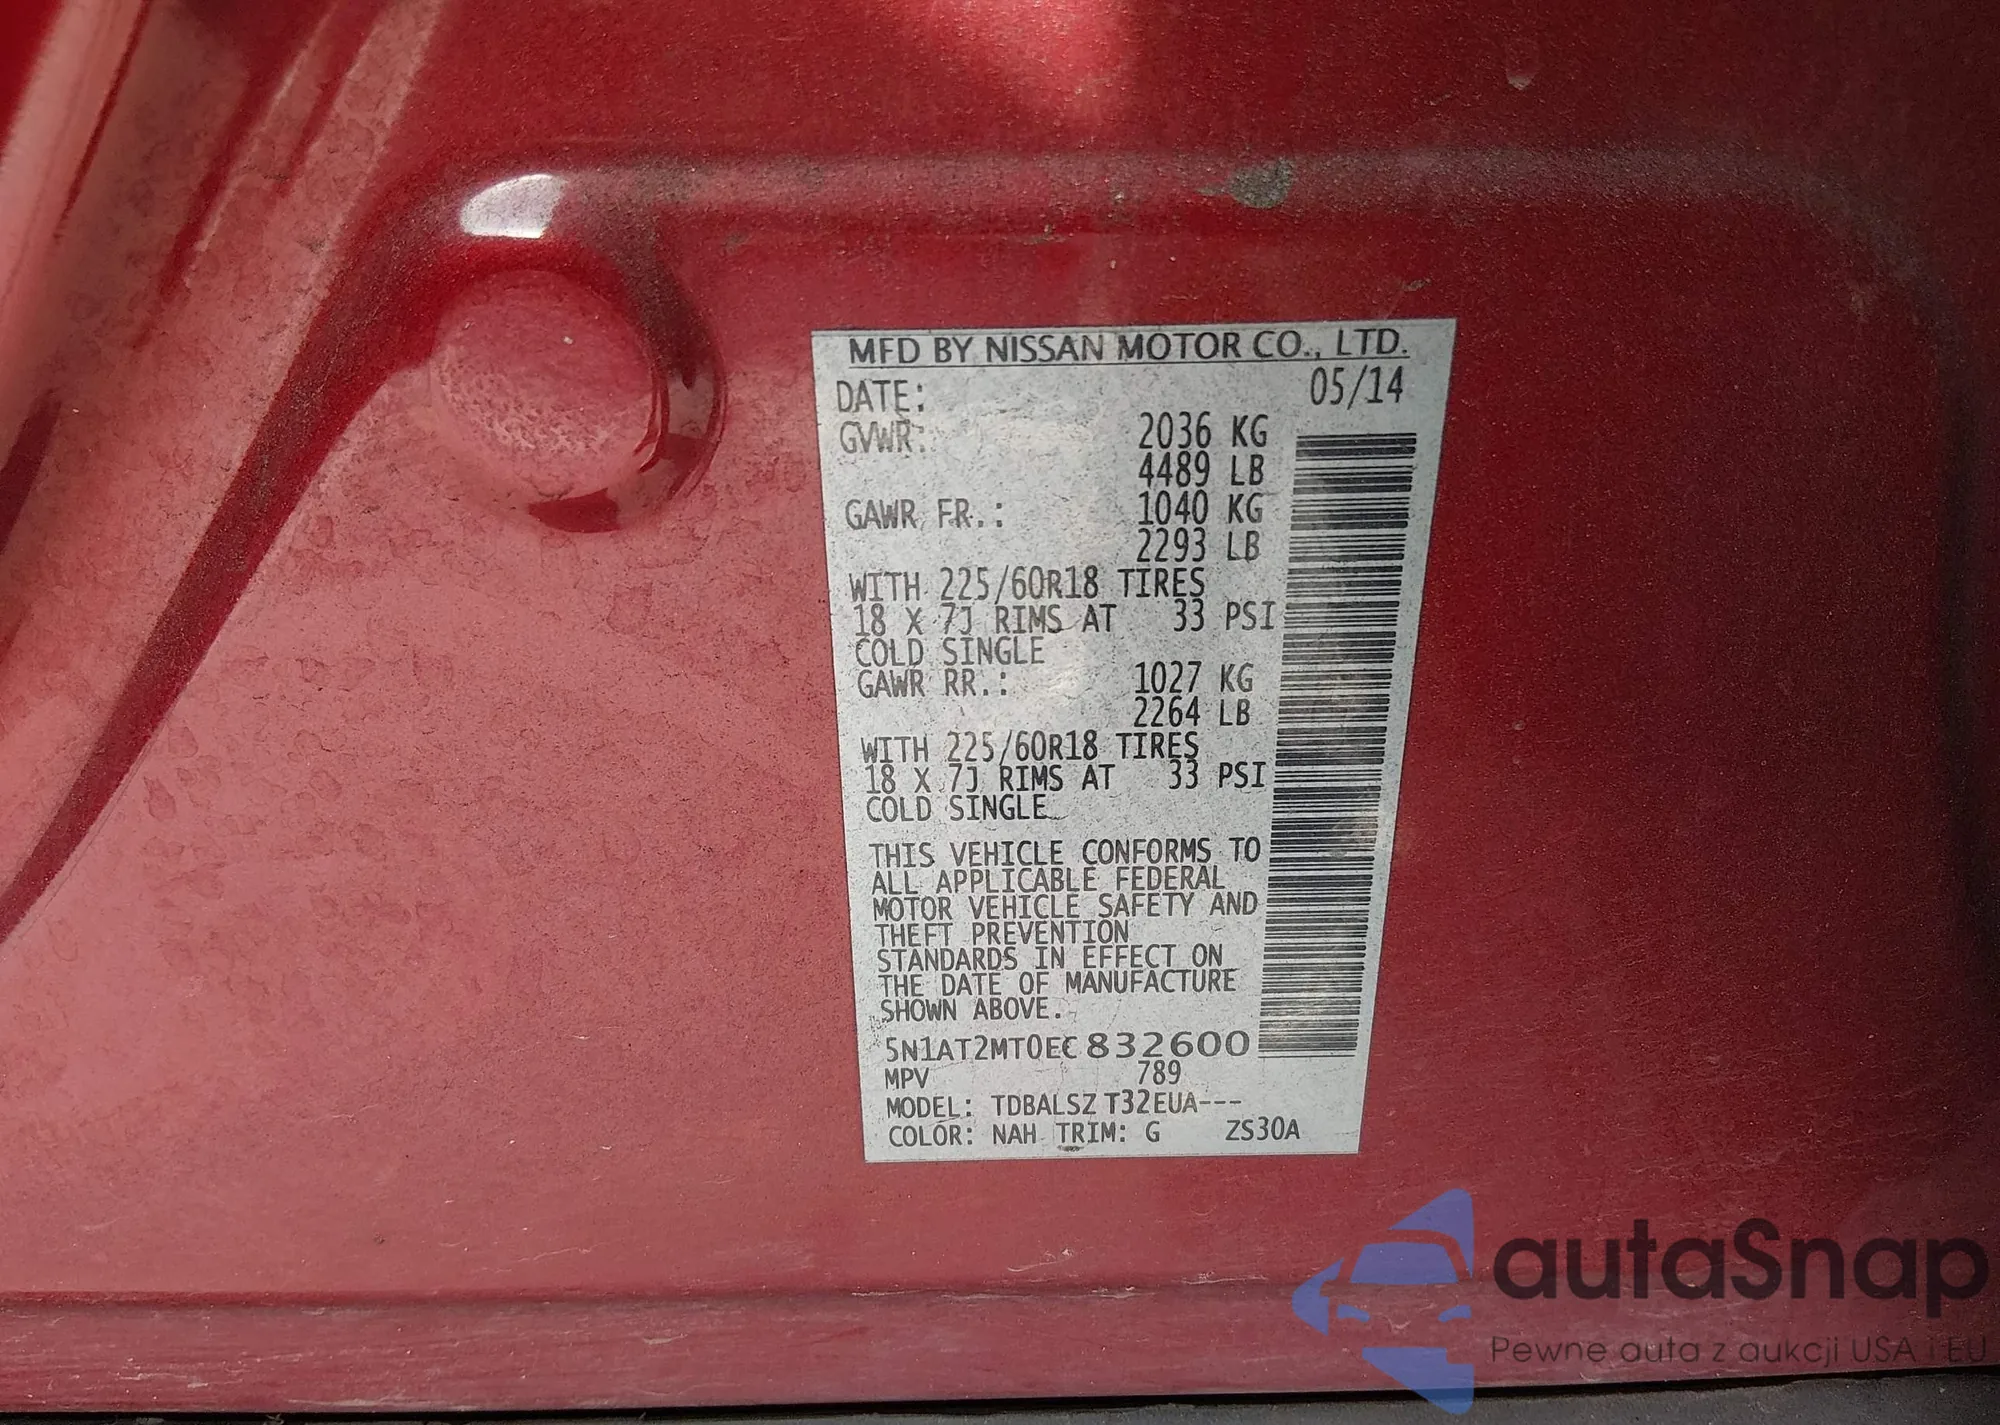 MFD BY NISSAN MOTOR CO., LTD.
DATE: 05/14
GVWR: 2036 KG
4489 LB
GAWR FR.: 1040 KG
2293 LB
WITH 225/60R18 TIRES
18 X 7J RIMS AT 33 PSI
COLD SINGLE
GAWR RR.: 1027 KG
2264 LB
WITH 225/60R18 TIRES
18 X 7J RIMS AT 33 PSI
COLD SINGLE
THIS VEHICLE CONFORMS TO
ALL APPLICABLE FEDERAL
MOTOR VEHICLE SAFETY AND
THEFT PREVENTION
STANDARDS IN EFFECT ON
THE DATE OF MANUFACTURE
SHOWN ABOVE.
5N1AT2MT0EC832600
MPV 789
MODEL: TDBALSZ T32EUA---
COLOR: NAH TRIM: G ZS30A
autaSnap
Pewne auta z aukcji USA i EU